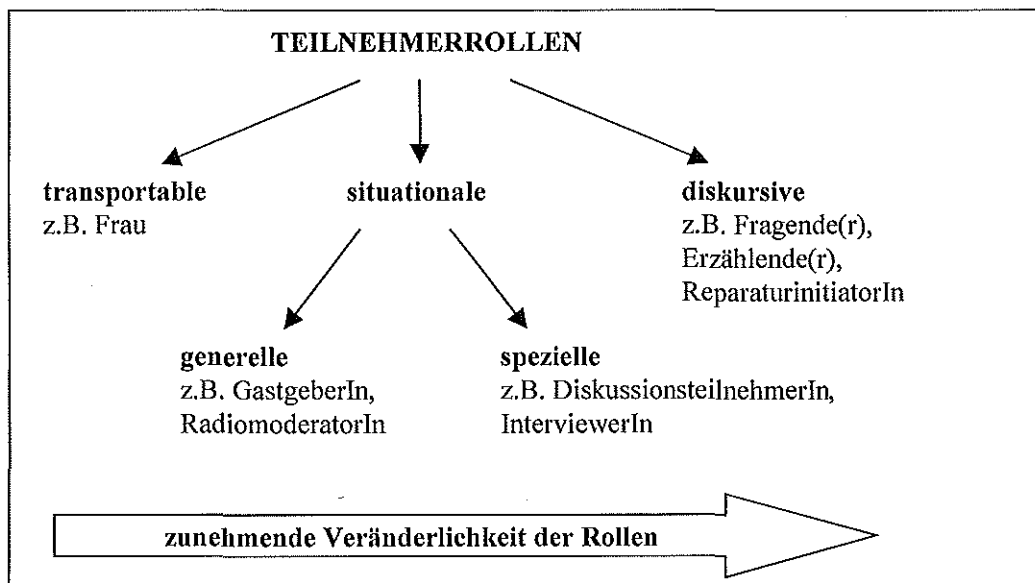 TEILNEHMERROLLEN
transportable
z.B. Frau
situationale
diskursive
z.B. Fragende(r),
Erzählende(r),
ReparaturinitiatorIn
generelle
z.B. GastgeberIn,
RadiomoderatorIn
spezielle
z.B. DiskussionsteilnehmerIn,
InterviewerIn
zunehmende Veränderlichkeit der Rollen